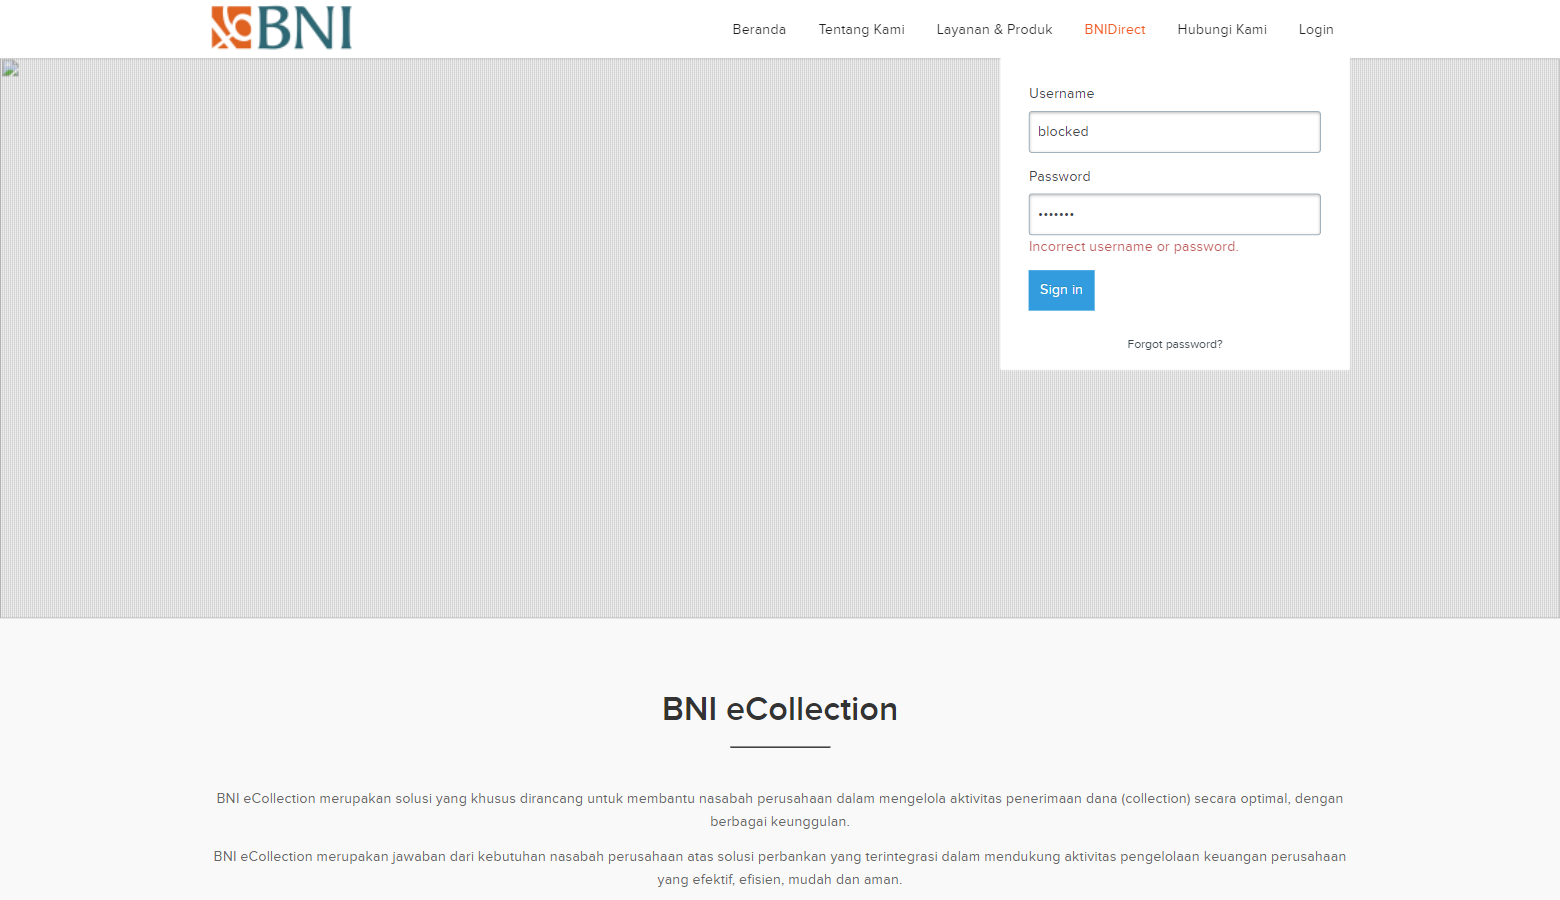 BNI
Beranda Tentang Kami Layanan & Produk BNIDirect Hubungi Kami Login
Username
blocked
Password
•••••••
Incorrect username or password.
Sign in
Forgot password?
BNI eCollection
BNI eCollection merupakan solusi yang khusus dirancang untuk membantu nasabah perusahaan dalam mengelola aktivitas penerimaan dana (collection) secara optimal, dengan
berbagai keunggulan.
BNI eCollection merupakan jawaban dari kebutuhan nasabah perusahaan atas solusi perbankan yang terintegrasi dalam mendukung aktivitas pengelolaan keuangan perusahaan
yang efektif, efisien, mudah dan aman.